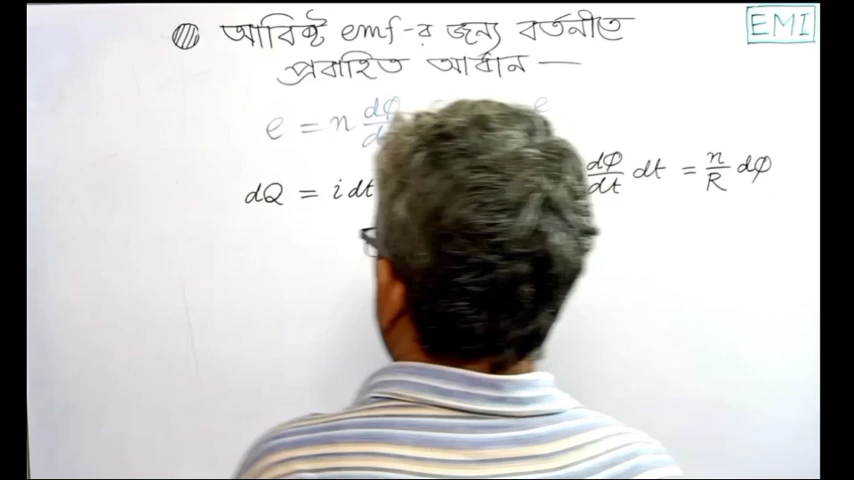 আবিষ্ট emf-র জন্য বর্তনীতে
EMI
প্রবাহিত আধান —
e = n dφ/d
e
dQ = i dt
dφ/dt dt = n/R dφ